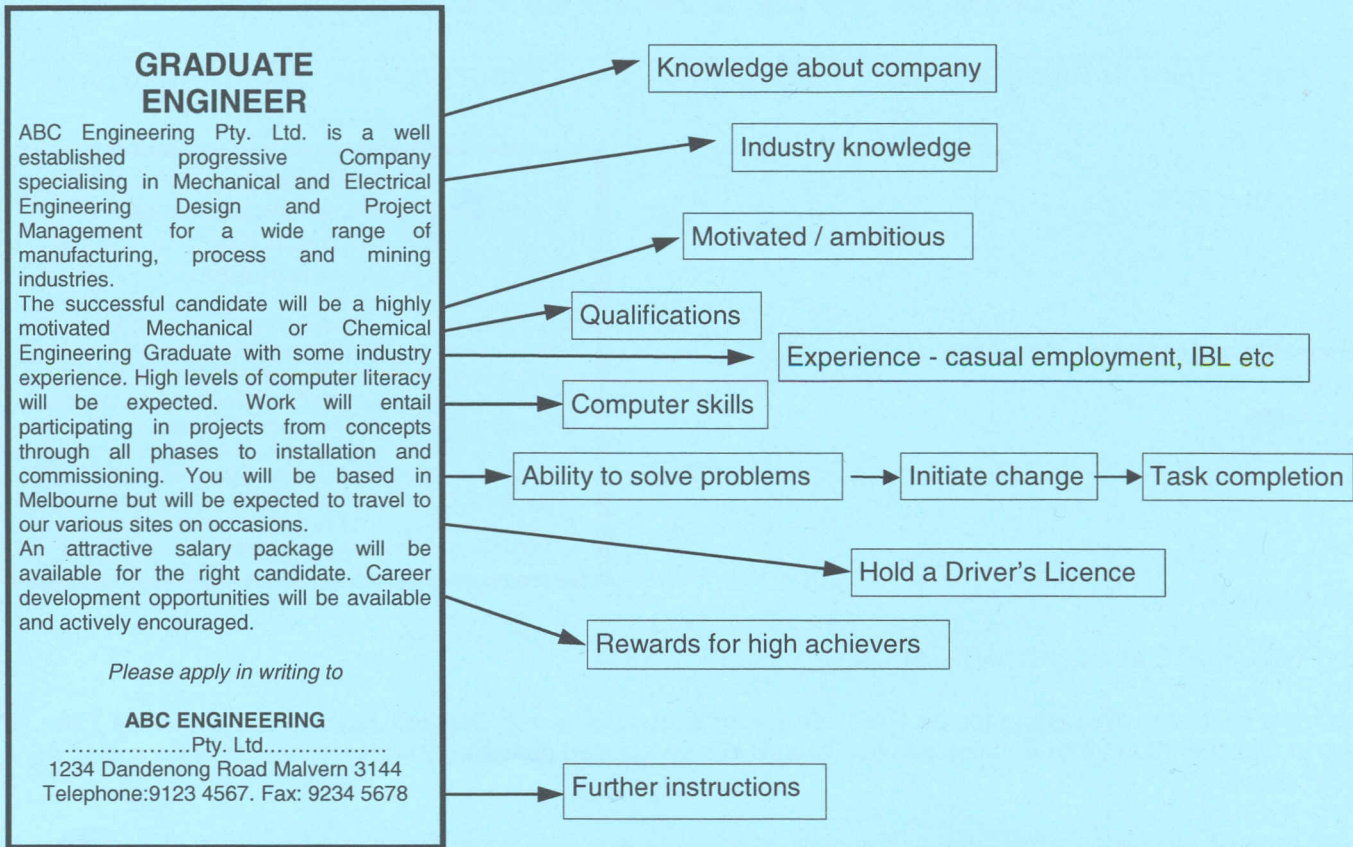 GRADUATE
ENGINEER
ABC Engineering Pty. Ltd. is a well
established progressive Company
specialising in Mechanical and Electrical
Engineering Design and Project
Management for a wide range of
manufacturing, process and mining
industries.
The successful candidate will be a highly
motivated Mechanical or Chemical
Engineering Graduate with some industry
experience. High levels of computer literacy
will be expected. Work will entail
participating in projects from concepts
through all phases to installation and
commissioning. You will be based in
Melbourne but will be expected to travel to
our various sites on occasions.
An attractive salary package will be
available for the right candidate. Career
development opportunities will be available
and actively encouraged.
Please apply in writing to
ABC ENGINEERING
..................Pty. Ltd..................
1234 Dandenong Road Malvern 3144
Telephone:9123 4567. Fax: 9234 5678
Knowledge about company
Industry knowledge
Motivated / ambitious
Qualifications
Experience - casual employment, IBL etc
Computer skills
Ability to solve problems
Initiate change
Task completion
Hold a Driver's Licence
Rewards for high achievers
Further instructions